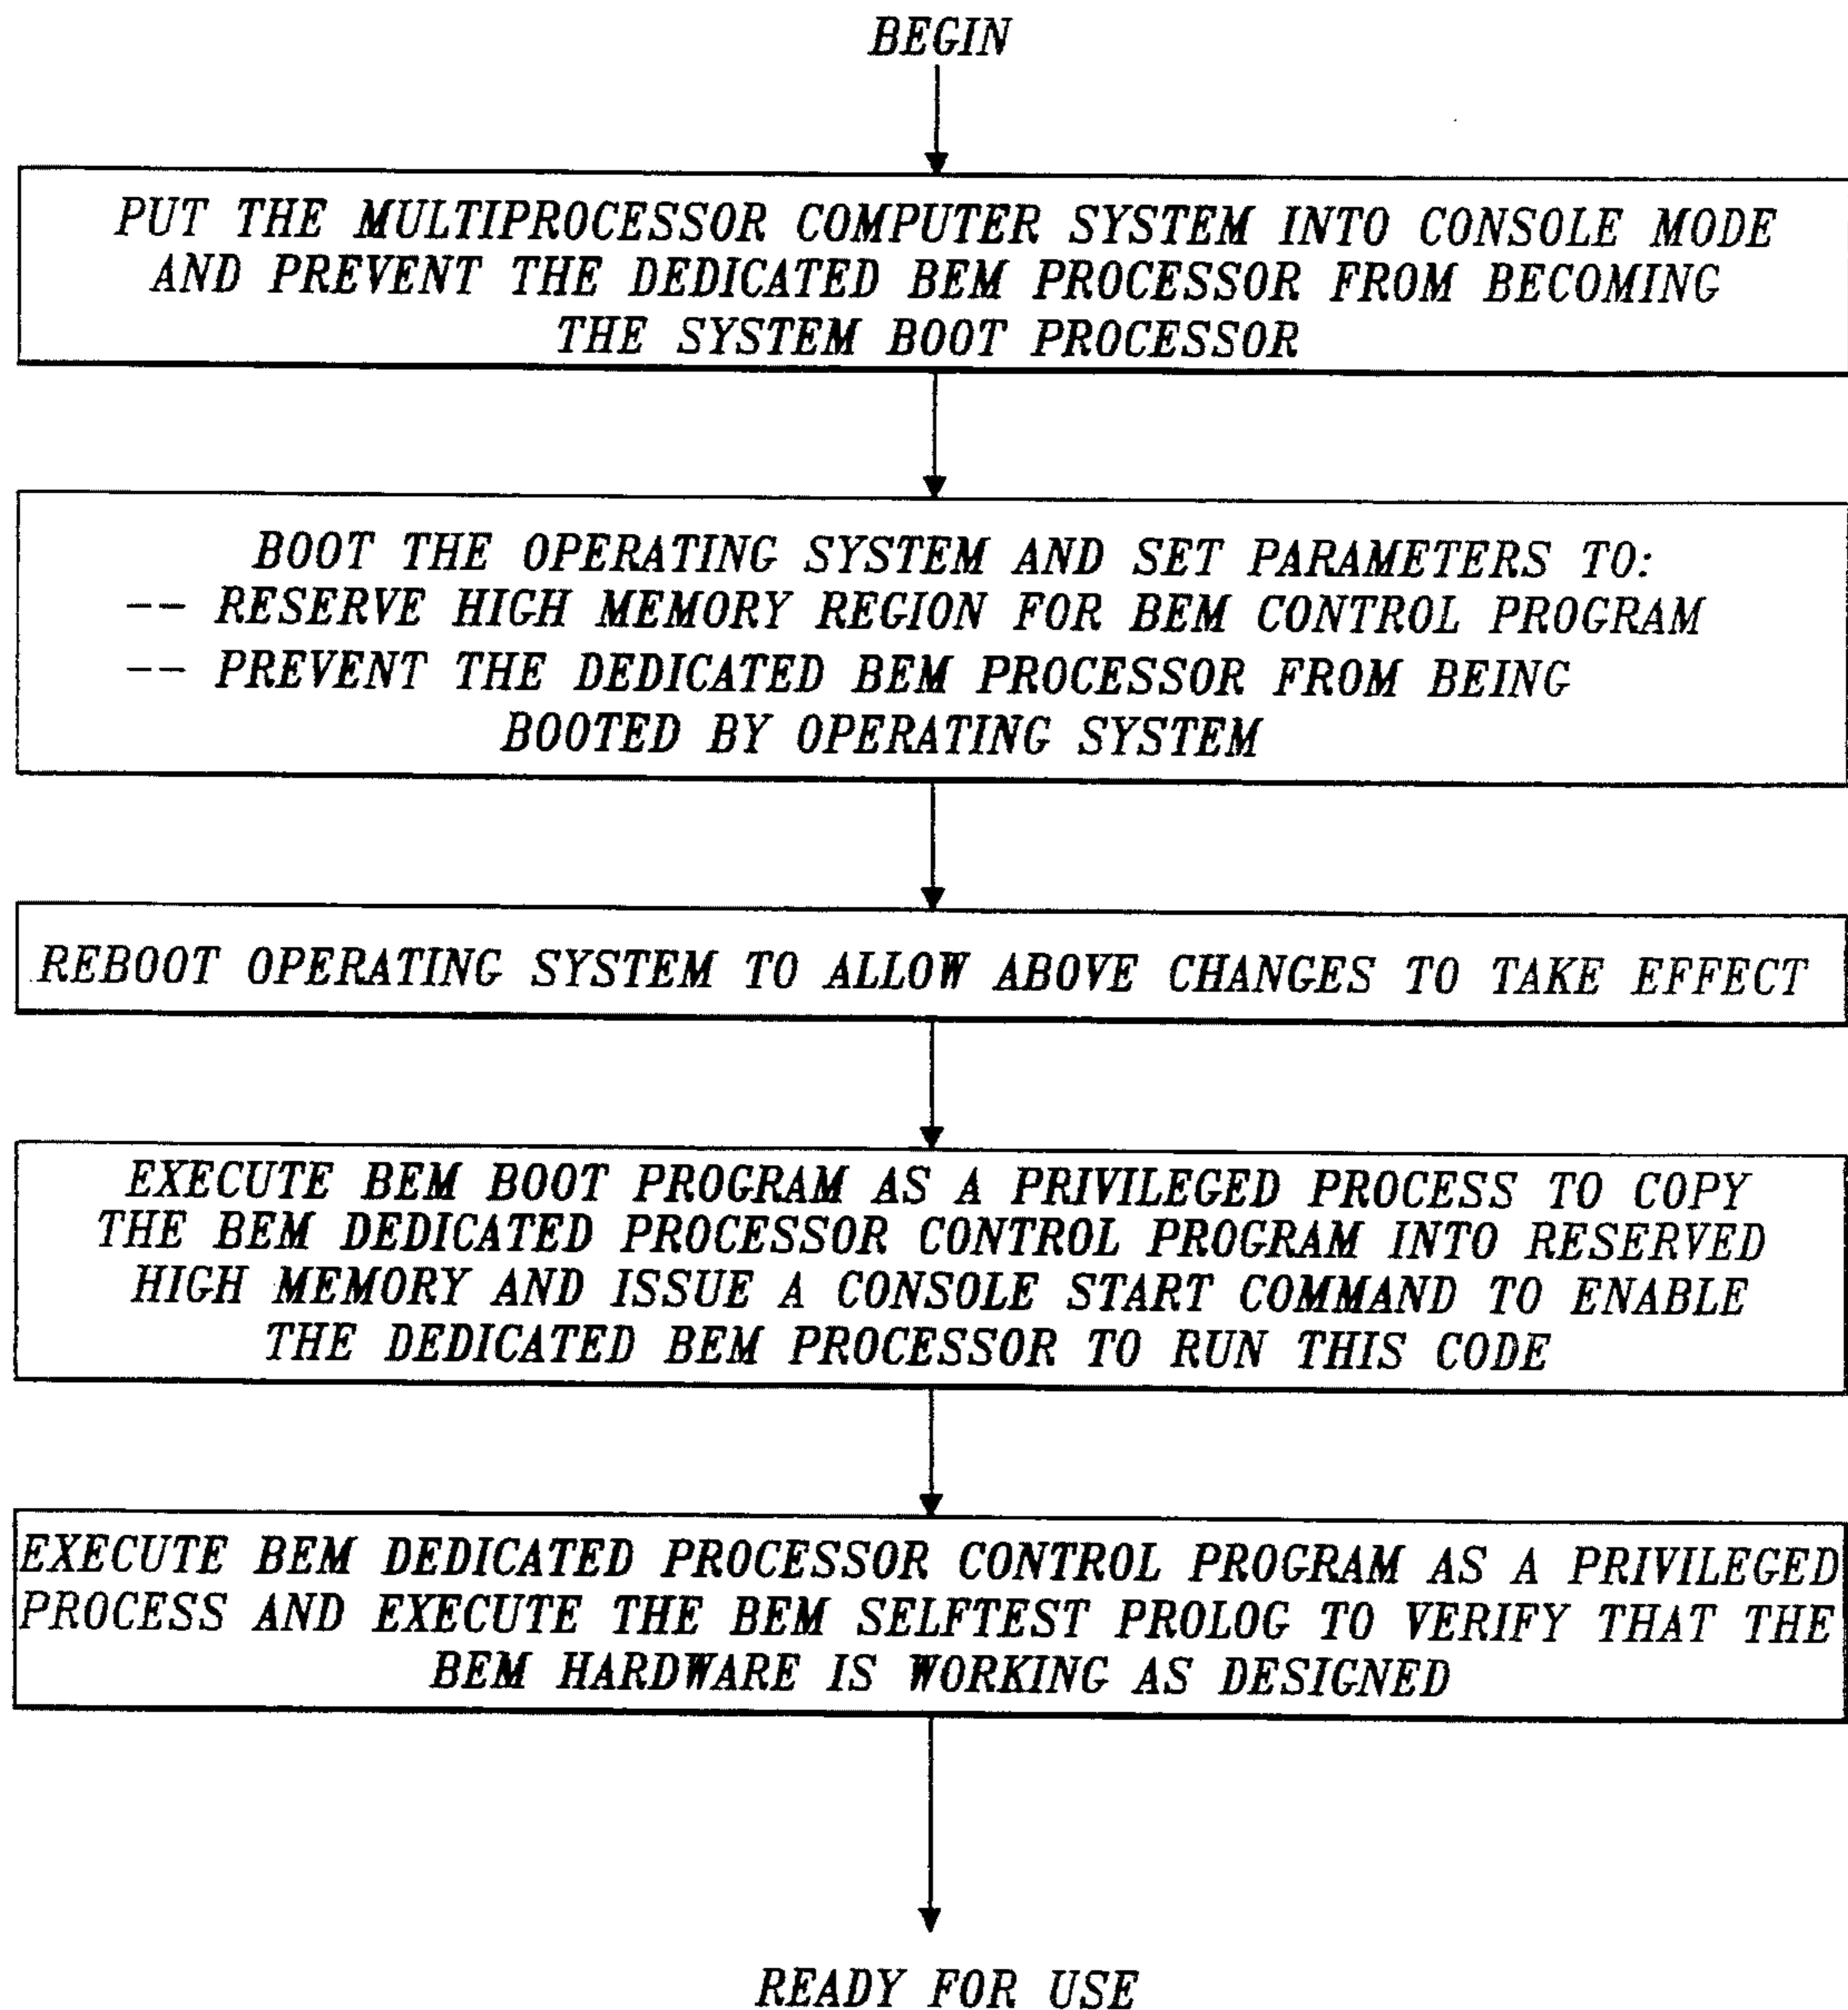 BEGIN
PUT THE MULTIPROCESSOR COMPUTER SYSTEM INTO CONSOLE MODE
AND PREVENT THE DEDICATED BEM PROCESSOR FROM BECOMING
THE SYSTEM BOOT PROCESSOR
BOOT THE OPERATING SYSTEM AND SET PARAMETERS TO:
-- RESERVE HIGH MEMORY REGION FOR BEM CONTROL PROGRAM
-- PREVENT THE DEDICATED BEM PROCESSOR FROM BEING
BOOTED BY OPERATING SYSTEM
REBOOT OPERATING SYSTEM TO ALLOW ABOVE CHANGES TO TAKE EFFECT
EXECUTE BEM BOOT PROGRAM AS A PRIVILEGED PROCESS TO COPY
THE BEM DEDICATED PROCESSOR CONTROL PROGRAM INTO RESERVED
HIGH MEMORY AND ISSUE A CONSOLE START COMMAND TO ENABLE
THE DEDICATED BEM PROCESSOR TO RUN THIS CODE
EXECUTE BEM DEDICATED PROCESSOR CONTROL PROGRAM AS A PRIVILEGED
PROCESS AND EXECUTE THE BEM SELFTEST PROLOG TO VERIFY THAT THE
BEM HARDWARE IS WORKING AS DESIGNED
READY FOR USE